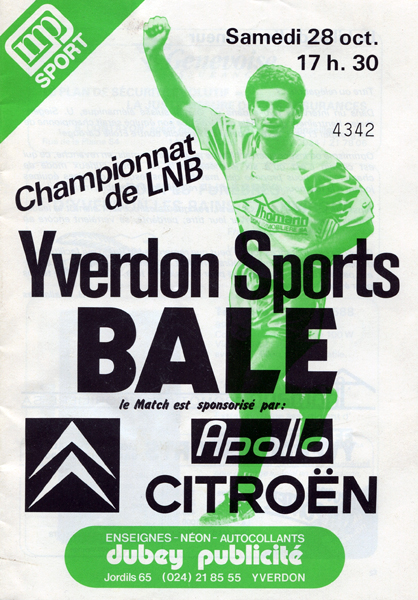 mp
SPORT
Samedi 28 oct.
17 h. 30
4342
Championnat
de LNB
Thomann
Yverdon Sports
BALE
le Match est sponsorisé par:
Apollo
CITROËN
ENSEIGNES - NÉON - AUTOCOLLANTS
dubey publicité
Jordils 65 (024) 21 85 55 YVERDON